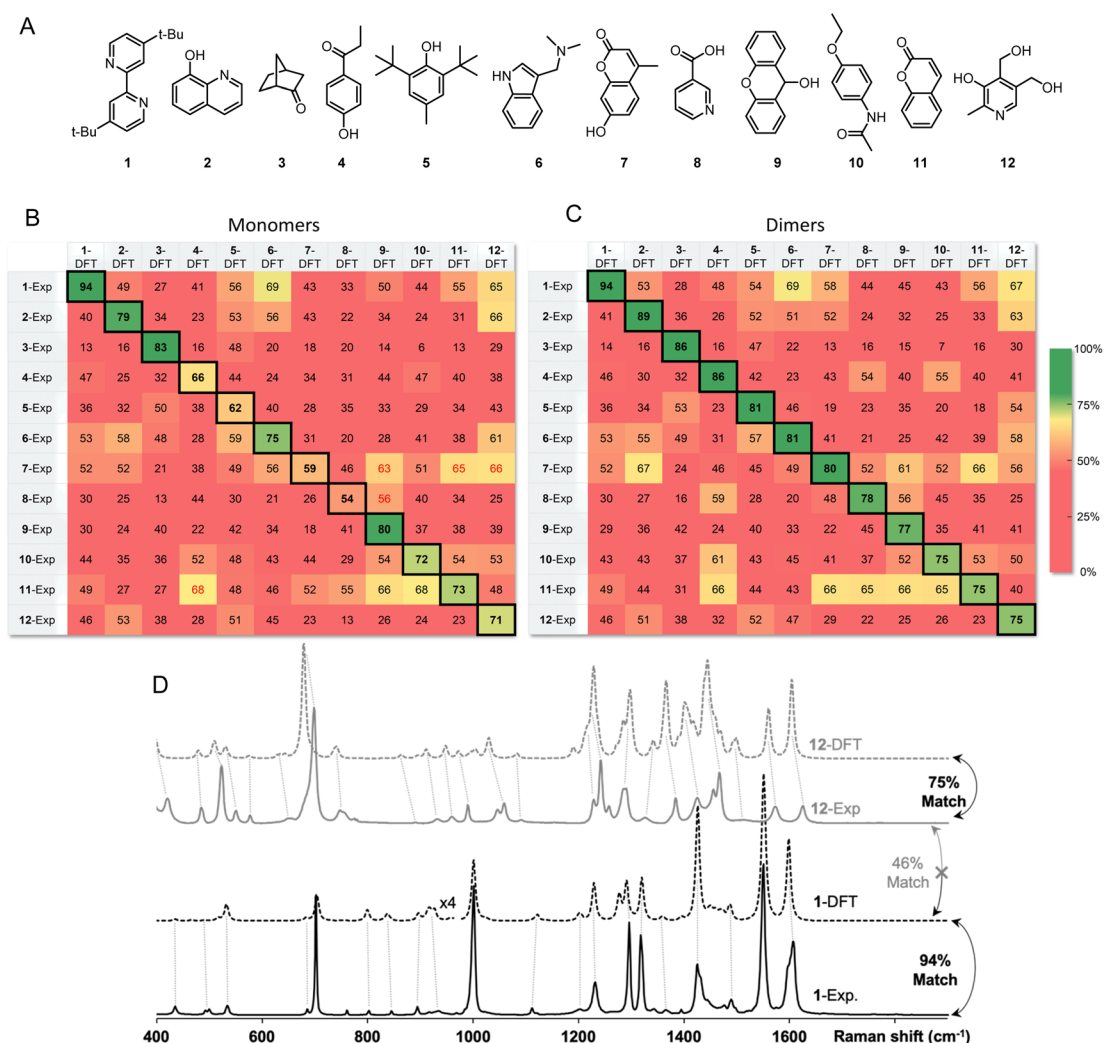 A
t-Bu
N
N
t-Bu
1
OH
N
2
O
3
O
OH
4
OH
5
N
HN
6
O
O
HO
7
O
OH
N
8
O
OH
9
O
NH
O
10
O
O
11
OH
HO
OH
N
12
B
Monomers
1-DFT 2-DFT 3-DFT 4-DFT 5-DFT 6-DFT 7-DFT 8-DFT 9-DFT 10-DFT 11-DFT 12-DFT
1-Exp 94 49 27 41 56 69 43 33 50 44 55 65
2-Exp 40 79 34 23 53 56 43 22 34 24 31 66
3-Exp 13 16 83 16 48 20 18 20 14 6 13 29
4-Exp 47 25 32 66 44 24 34 31 44 47 40 38
5-Exp 36 32 50 38 62 40 28 35 33 29 34 43
6-Exp 53 58 48 28 59 75 31 20 28 41 38 61
7-Exp 52 52 21 38 49 56 59 46 63 51 65 66
8-Exp 30 25 13 44 30 21 26 54 56 40 34 25
9-Exp 30 24 40 22 42 34 18 41 80 37 38 39
10-Exp 44 35 36 52 48 43 44 29 54 72 54 53
11-Exp 49 27 27 68 48 46 52 55 66 68 73 48
12-Exp 46 53 38 28 51 45 23 13 26 24 23 71
C
Dimers
1-DFT 2-DFT 3-DFT 4-DFT 5-DFT 6-DFT 7-DFT 8-DFT 9-DFT 10-DFT 11-DFT 12-DFT
1-Exp 94 53 28 48 54 69 58 44 45 43 56 67
2-Exp 41 89 36 26 52 51 52 24 32 25 33 63
3-Exp 14 16 86 16 47 22 13 16 15 7 16 30
4-Exp 46 30 32 86 42 23 43 54 40 55 40 41
5-Exp 36 34 53 23 81 46 19 23 35 20 18 54
6-Exp 53 55 49 31 57 81 41 21 25 42 39 58
7-Exp 52 67 24 46 45 49 80 52 61 52 66 56
8-Exp 30 27 16 59 28 20 48 78 56 45 35 25
9-Exp 29 36 42 24 40 33 22 45 77 35 41 41
10-Exp 43 43 37 61 43 45 41 37 52 75 53 50
11-Exp 49 44 31 66 44 43 66 65 66 65 75 40
12-Exp 46 51 38 32 52 47 29 22 25 26 23 75
100%
75%
50%
25%
0%
D
12-DFT
75%
Match
12-Exp
46%
Match
x4
1-DFT
94%
Match
1-Exp.
400 600 800 1000 1200 1400 1600 Raman shift (cm-1)